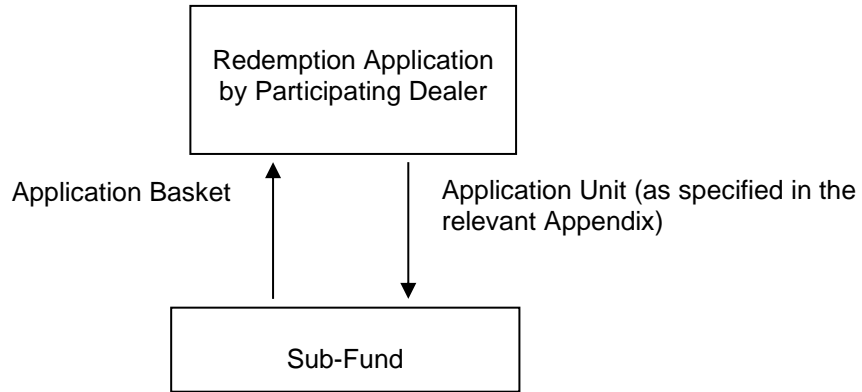 Redemption Application
by Participating Dealer
Application Basket
Application Unit (as specified in the
relevant Appendix)
Sub-Fund